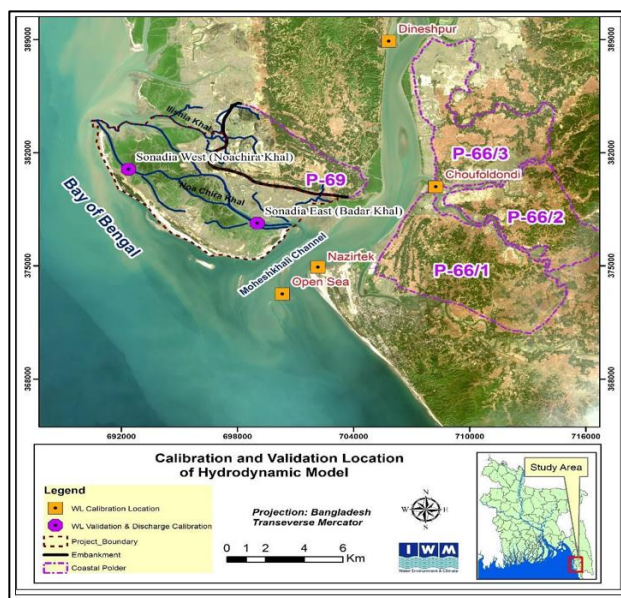 389000
382000
375000
368000
Dineshpur
389000
382000
375000
368000
Ilishia Khal
Sonadia West (Noachira Khal)
P-69
P-66/3
Choufoldondi
Noa Chira Khal
Sonadia East (Badar Khal)
P-66/2
Bay of Bengal
Moheshkhali Channel
Nazirtek
P-66/1
Open Sea
692000
698000
704000
710000
716000
Calibration and Validation Location
of Hydrodynamic Model
Study Area
Legend
WL Calibration Location
WL Validation & Discharge Calibration
Project_Boundary
Embankment
Coastal Polder
Projection: Bangladesh
Transeverse Mercator
0 1 2 4 6
Km
N
W E
S
IWM